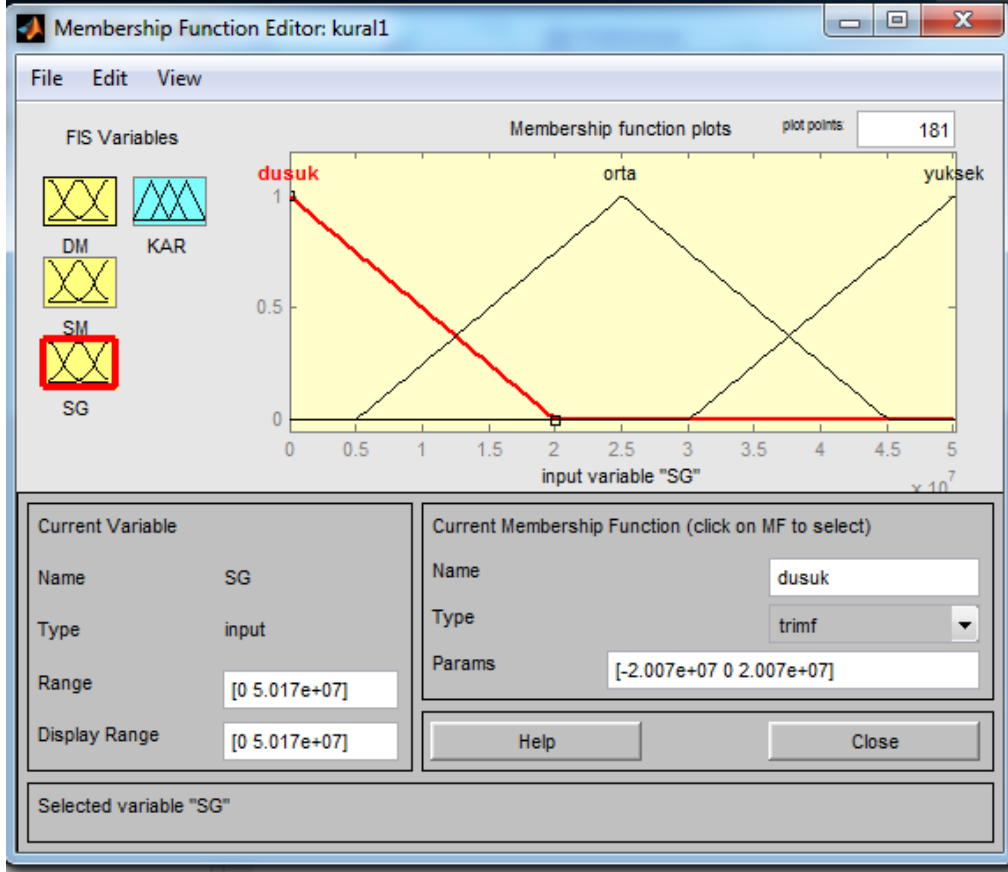 Membership Function Editor: kural1
File Edit View
FIS Variables
DM
KAR
SM
SG
Membership function plots
plot points:
181
dusuk
orta
yuksek
1
0.5
0
0 0.5 1 1.5 2 2.5 3 3.5 4 4.5 5
input variable "SG"
x 10^7
Current Variable
Name SG
Type input
Range [0 5.017e+07]
Display Range [0 5.017e+07]
Current Membership Function (click on MF to select)
Name dusuk
Type trimf
Params [-2.007e+07 0 2.007e+07]
Help Close
Selected variable "SG"